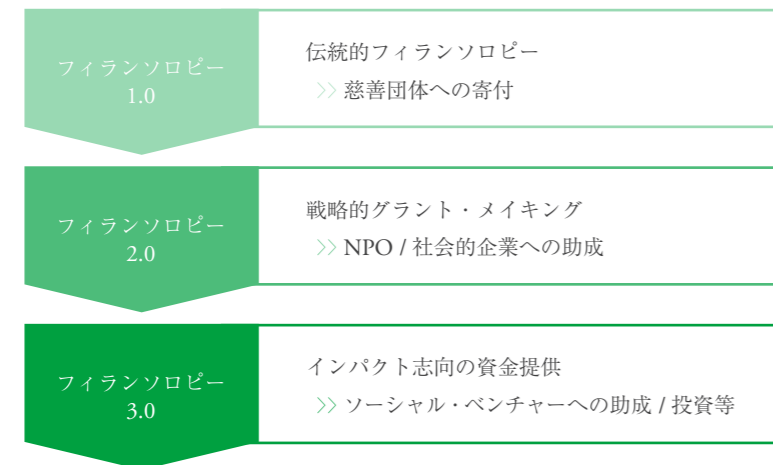 フィランソロピー
1.0
伝統的フィランソロピー
>> 慈善団体への寄付
フィランソロピー
2.0
戦略的グラント・メイキング
>> NPO / 社会的企業への助成
フィランソロピー
3.0
インパクト志向の資金提供
>> ソーシャル・ベンチャーへの助成 / 投資等